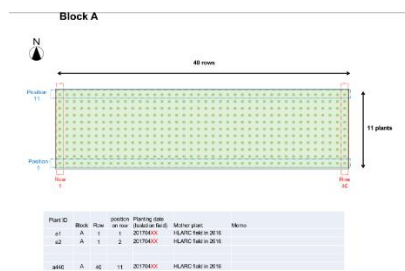 Block A
N
40 rows
Position
11
11 plants
Position
1
Row
1
Row
40
Plant ID Block Row position on row Planting date (Isolation field) Mother plant Memo
a1 A 1 1 201704XX HLARC field in 2016
a2 A 1 2 201704XX HLARC field in 2016
a440 A 40 11 201704XX HLARC field in 2016